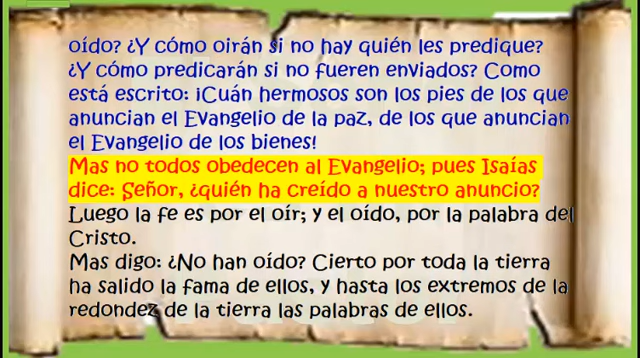 oído? ¿Y cómo oirán si no hay quién les predique?
¿Y cómo predicarán si no fueren enviados? Como
está escrito: ¡Cuán hermosos son los pies de los que
anuncian el Evangelio de la paz, de los que anuncian
el Evangelio de los bienes!
Mas no todos obedecen al Evangelio; pues Isaías
dice: Señor, ¿quién ha creído a nuestro anuncio?
Luego la fe es por el oír; y el oído, por la palabra del
Cristo.
Mas digo: ¿No han oído? Cierto por toda la tierra
ha salido la fama de ellos, y hasta los extremos de la
redondez de la tierra las palabras de ellos.